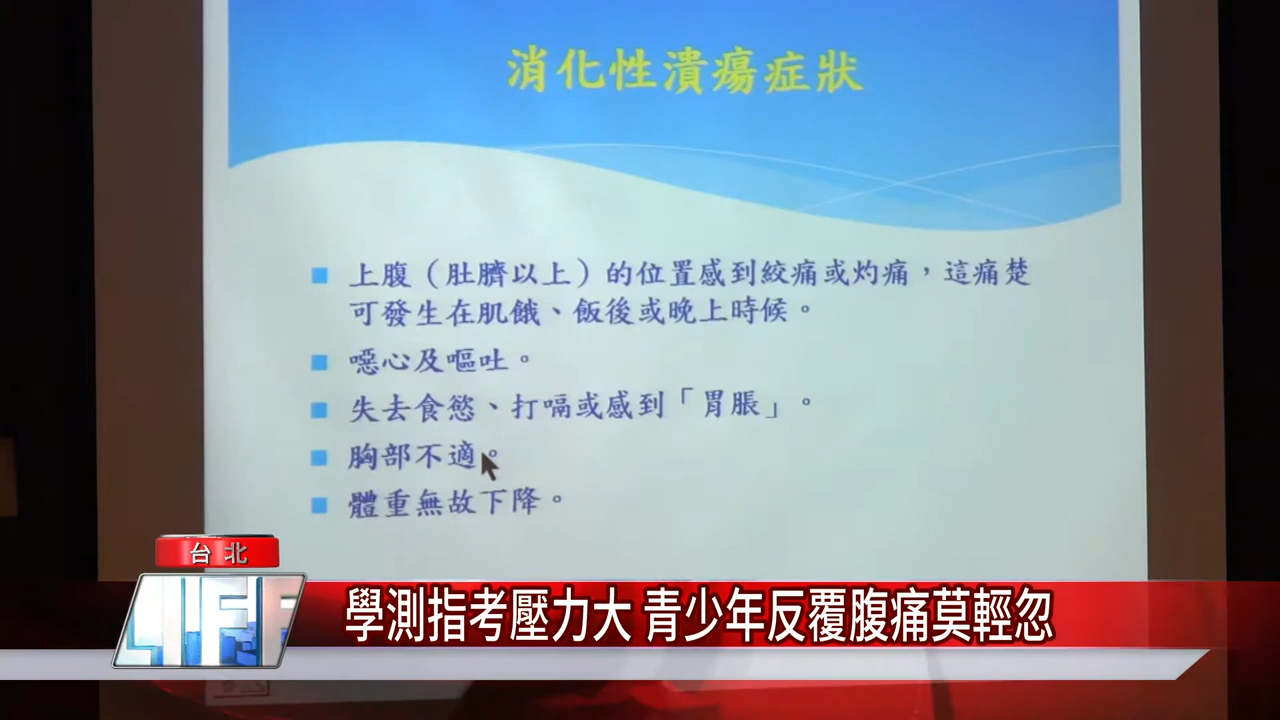 消化性潰瘍症狀
上腹（肚臍以上）的位置感到絞痛或灼痛，這痛楚
可發生在肌餓、飯後或晚上時候。
噁心及嘔吐。
失去食慾、打嗝或感到「胃脹」。
胸部不適。
體重無故下降。
台北
LIFE
學測指考壓力大 青少年反覆腹痛莫輕忽